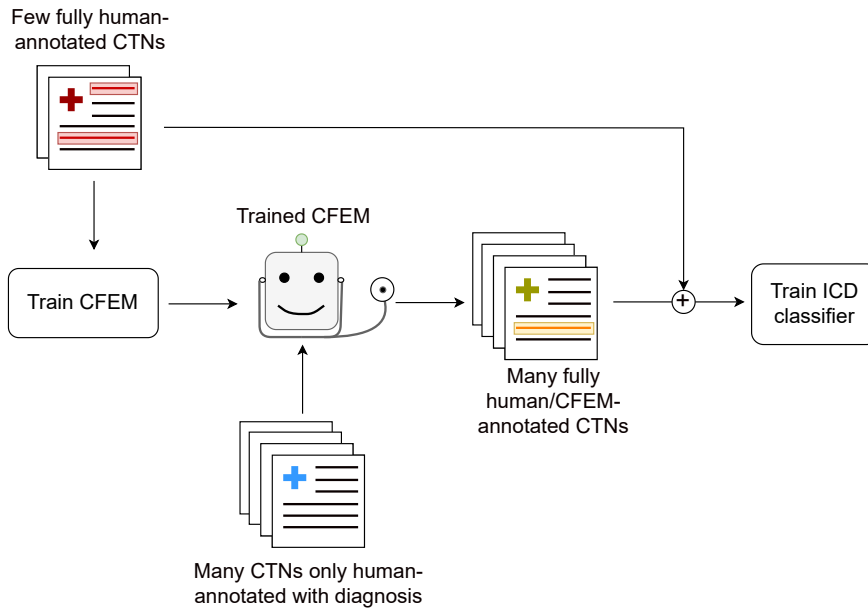 Few fully human-
annotated CTNs
Trained CFEM
Train CFEM
Train ICD
classifier
Many fully
human/CFEM-
annotated CTNs
Many CTNs only human-
annotated with diagnosis